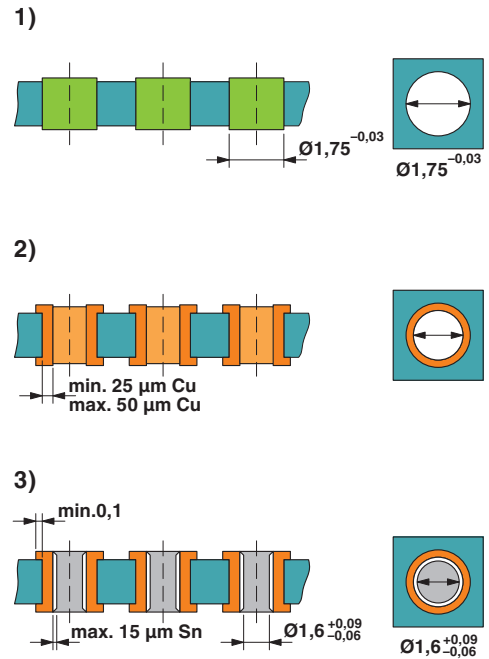 1)
Ø1,75 −0,03
Ø1,75 −0,03
2)
min. 25 µm Cu
max. 50 µm Cu
3)
min.0,1
max. 15 µm Sn
Ø1,6 +0,09 −0,06
Ø1,6 +0,09 −0,06